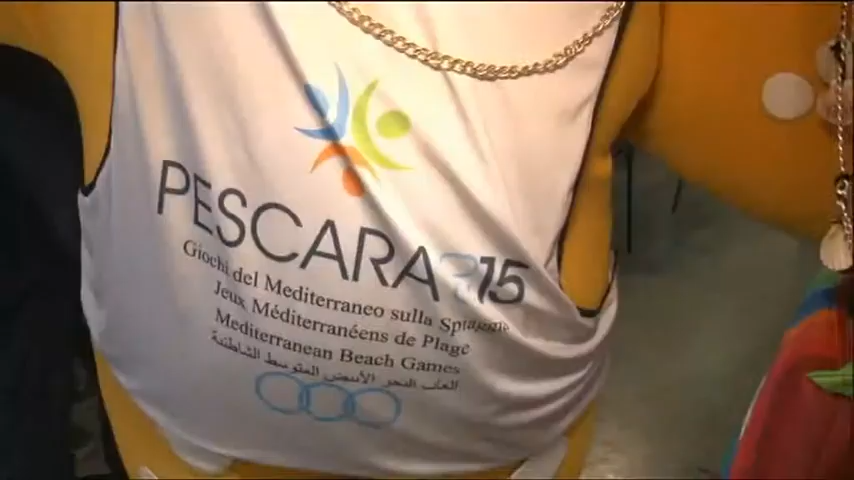 PESCARA 2015
Giochi del Mediterraneo sulla Spiaggia
Jeux Méditerranéens de Plage
Mediterranean Beach Games
ألعاب البحر الأبيض المتوسط الشاطئية